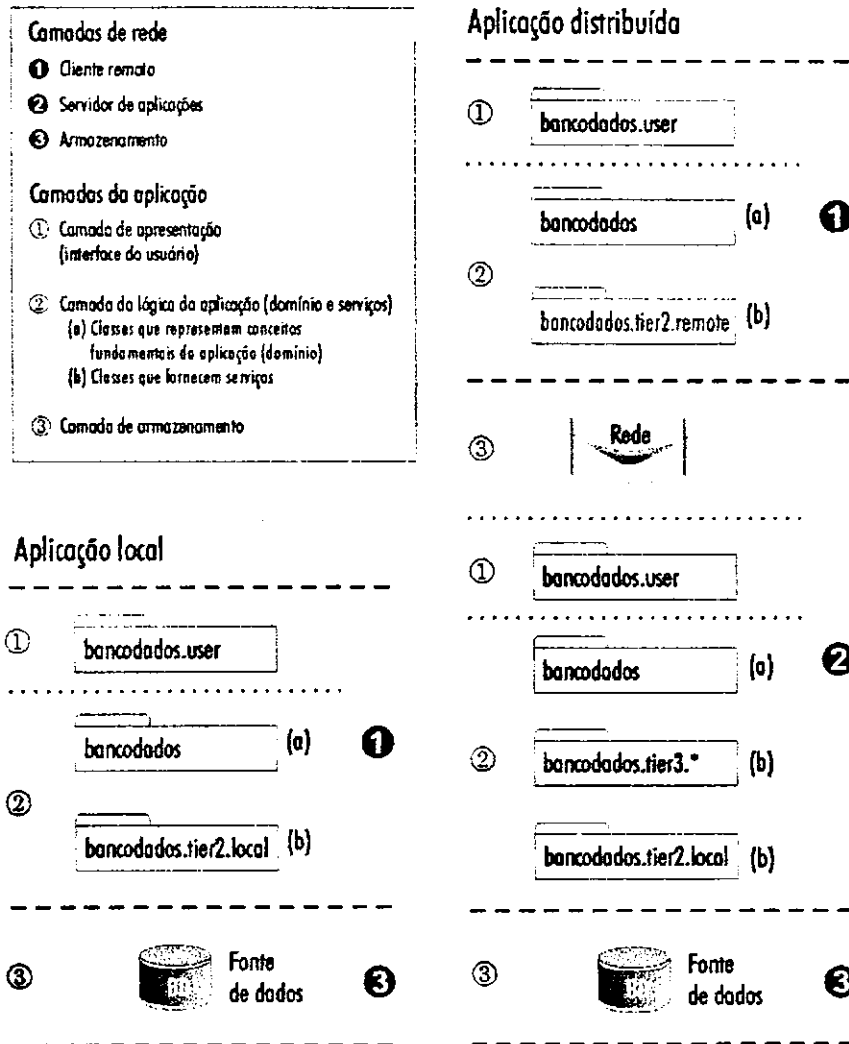 Camadas de rede
❶ Cliente remoto
❷ Servidor de aplicações
❸ Armazenamento
Camadas da aplicação
① Camada de apresentação
(interface do usuário)
② Camada da lógica da aplicação (domínio e serviços)
(a) Classes que representam conceitos
fundamentais da aplicação (domínio)
(b) Classes que fornecem serviços
③ Camada de armazenamento
Aplicação local
①
bancodados.user
bancodados (a) ❶
②
bancodados.tier2.local (b)
③ Fonte
de dados ❸
Aplicação distribuída
①
bancodados.user
bancodados (a) ❶
②
bancodados.tier2.remote (b)
③ Rede
① bancodados.user
bancodados (a) ❷
② bancodados.tier3.* (b)
bancodados.tier2.local (b)
③ Fonte
de dados ❸